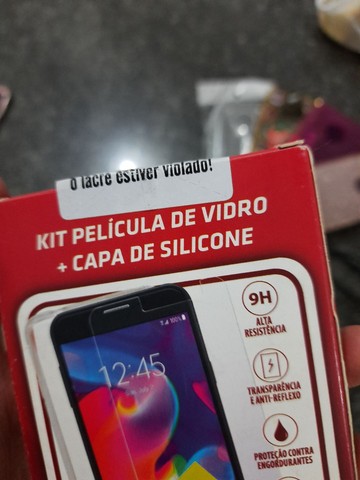 o lacre estiver violado!
KIT PELÍCULA DE VIDRO
+ CAPA DE SILICONE
100%
12:45
9H
ALTA
RESISTÊNCIA
TRANSPARÊNCIA
E ANTI-REFLEXO
PROTEÇÃO CONTRA
ENGORDURANTES